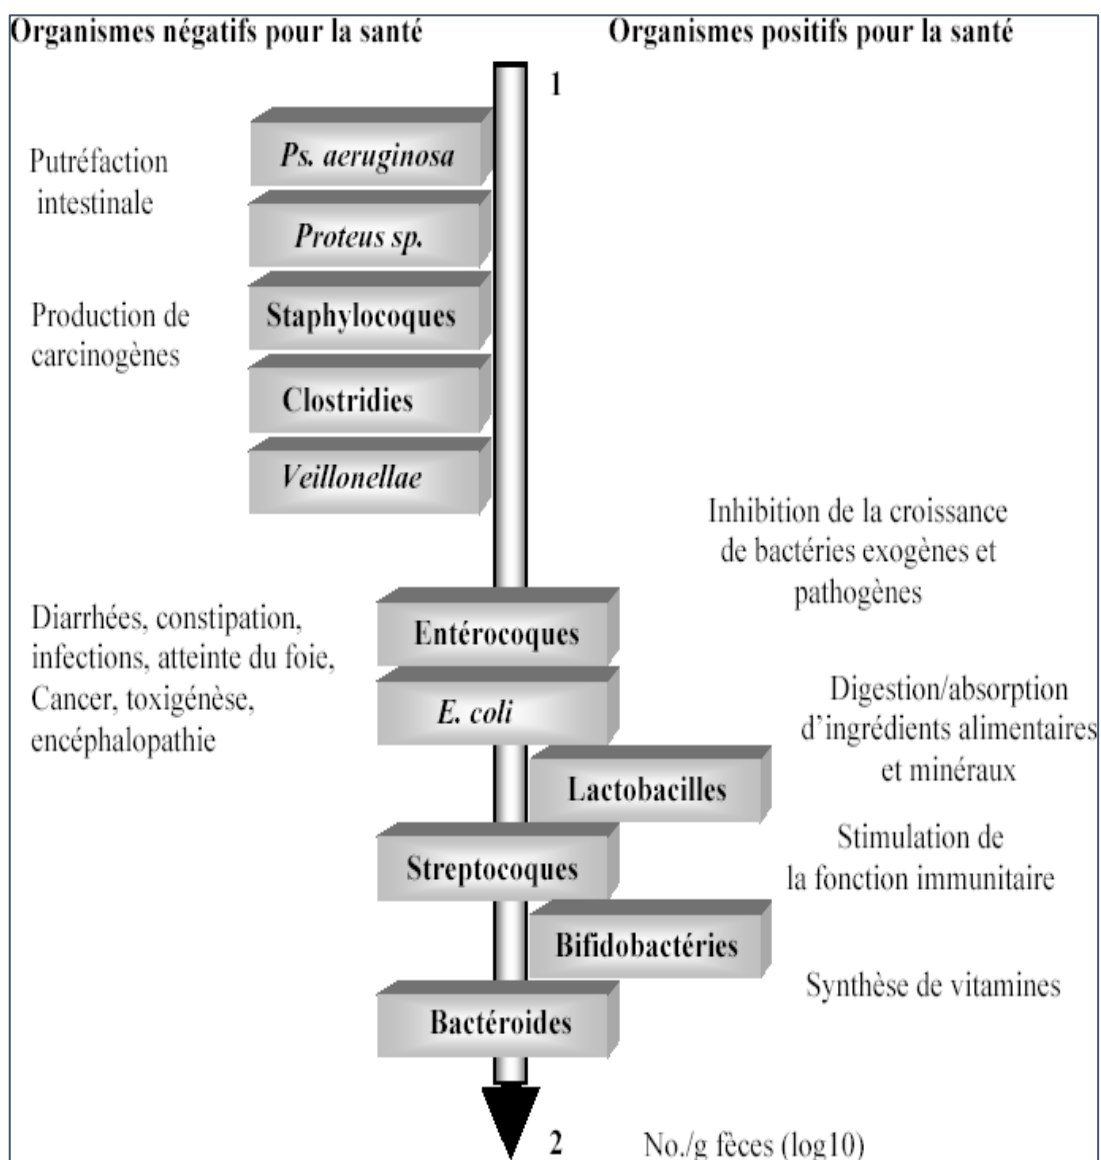 Organismes négatifs pour la santé
Organismes positifs pour la santé
1
Ps. aeruginosa
Putréfaction
intestinale
Proteus sp.
Production de
carcinogènes
Staphylocoques
Clostridies
Veillonellae
Inhibition de la croissance
de bactéries exogènes et
pathogènes
Diarrhées, constipation,
infections, atteinte du foie,
Cancer, toxigénèse,
encéphalopathie
Entérocoques
E. coli
Digestion/absorption
d’ingrédients alimentaires
et minéraux
Lactobacilles
Stimulation de
la fonction immunitaire
Streptocoques
Bifidobactéries
Synthèse de vitamines
Bactéroides
2
No./g fèces (log10)